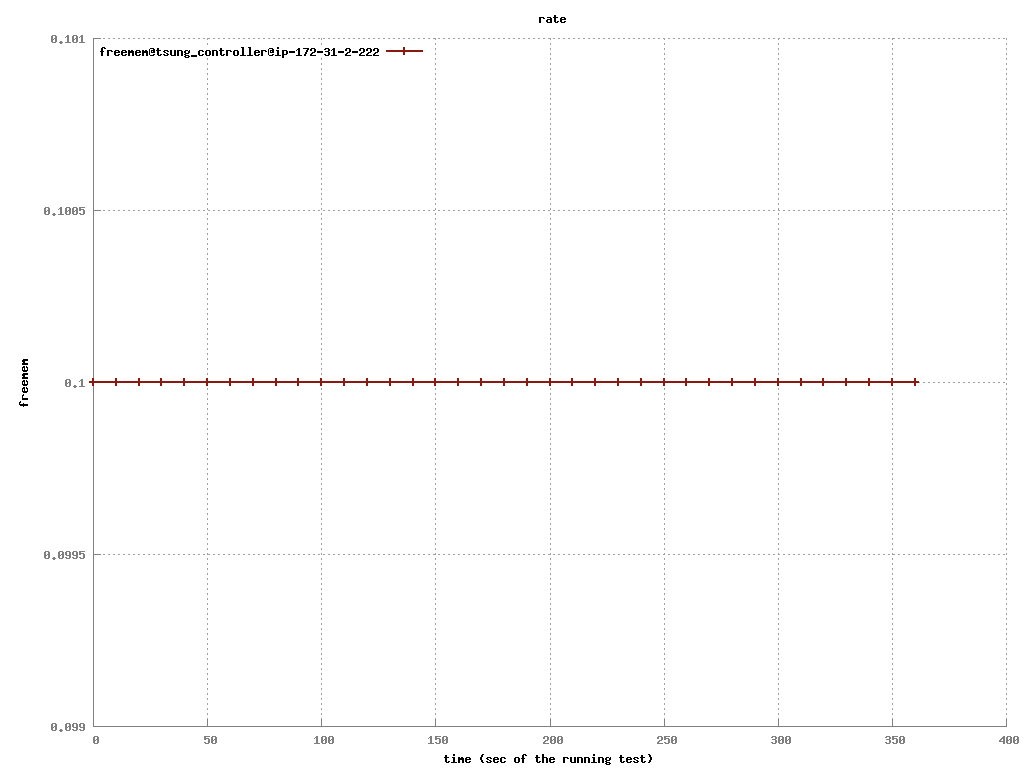 rate
0.101
freemem@tsung_controller@ip-172-31-2-222
0.1005
freemem
0.1
0.0995
0.099
0 50 100 150 200 250 300 350 400
time (sec of the running test)